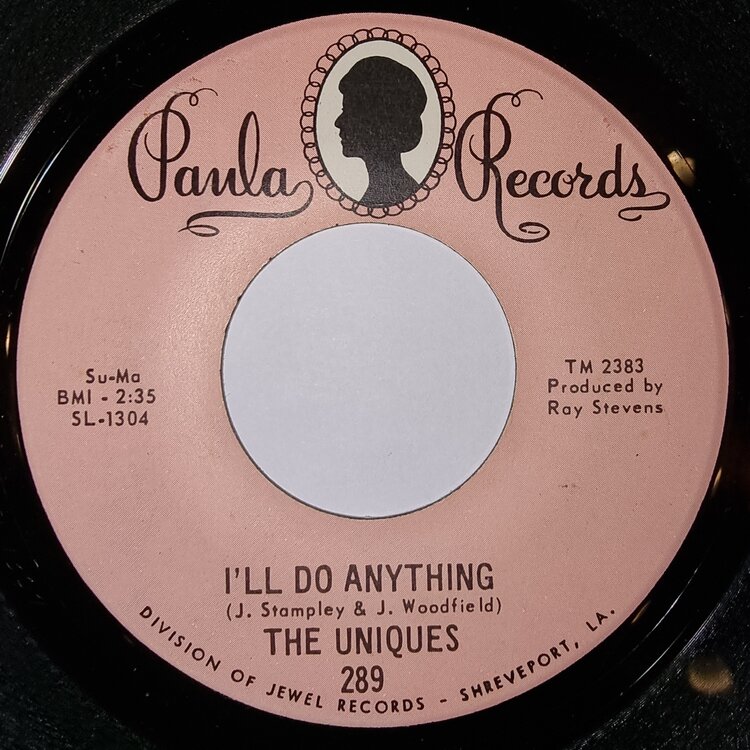 Paula Records
Su-Ma
BMI - 2:35
SL-1304
TM 2383
Produced by
Ray Stevens
I'LL DO ANYTHING
(J. Stampley & J. Woodfield)
THE UNIQUES
289
DIVISION OF JEWEL RECORDS - SHREVEPORT, LA.